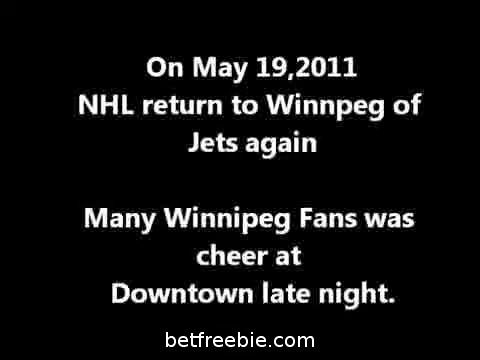 On May 19,2011
NHL return to Winnpeg of
Jets again
Many Winnipeg Fans was
cheer at
Downtown late night.
betfreebie.com